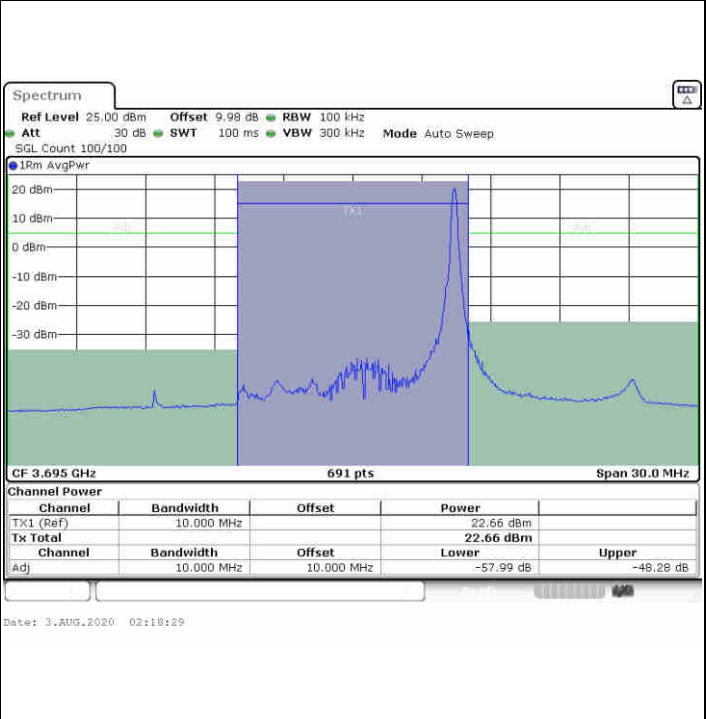 Spectrum
Ref Level 25.00 dBm Offset 9.98 dB RBW 100 kHz
Att 30 dB SWT 100 ms VBW 300 kHz Mode Auto Sweep
SGL Count 100/100
1Rm AvgPwr
20 dBm
TX1
10 dBm
Adj Adj
0 dBm
-10 dBm
-20 dBm
-30 dBm
CF 3.695 GHz 691 pts Span 30.0 MHz
Channel Power
Channel Bandwidth Offset Power
TX1 (Ref) 10.000 MHz 22.66 dBm
Tx Total 22.66 dBm
Channel Bandwidth Offset Lower Upper
Adj 10.000 MHz 10.000 MHz -57.99 dB -48.28 dB
Date: 3.AUG.2020 02:18:29